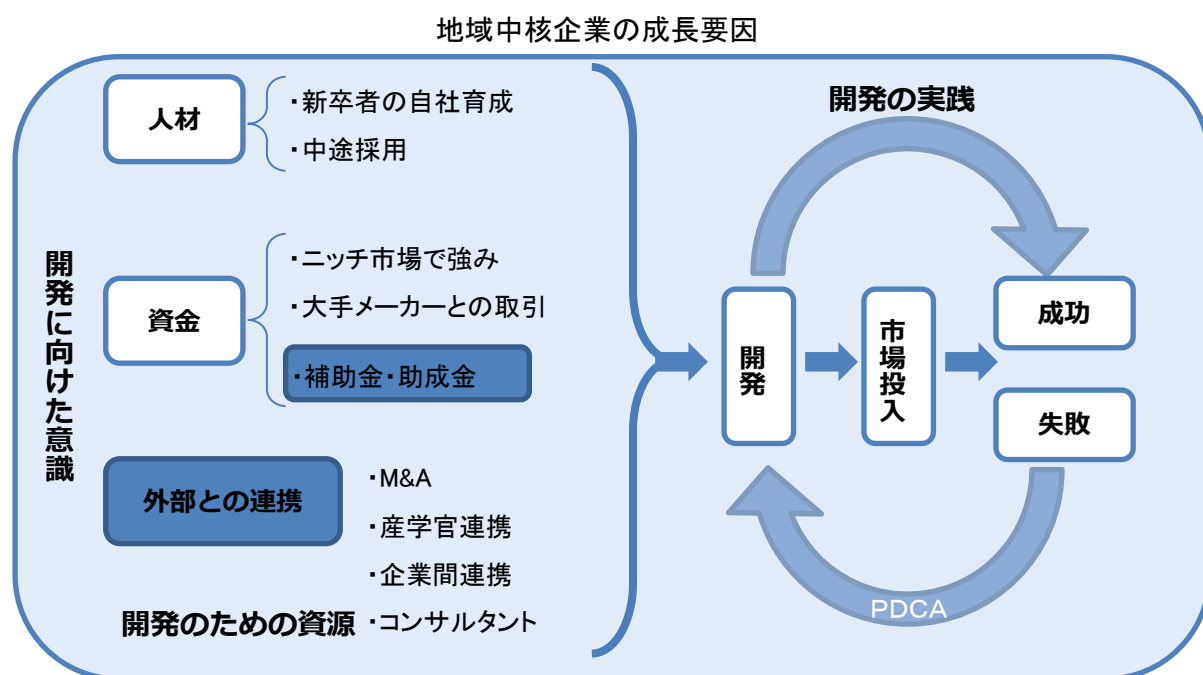 地域中核企業の成長要因
開発に向けた意識
人材
・新卒者の自社育成
・中途採用
資金
・ニッチ市場で強み
・大手メーカーとの取引
・補助金・助成金
外部との連携
・M&A
・産学官連携
・企業間連携
・コンサルタント
開発のための資源
開発の実践
開発
市場投入
成功
失敗
PDCA